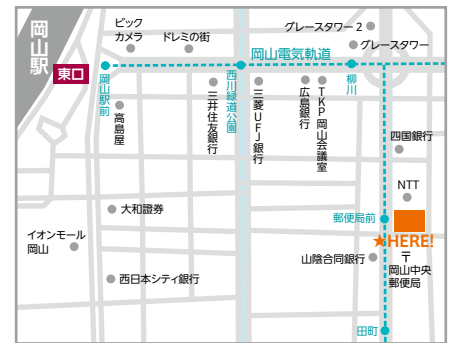 岡山駅
東口
ビック
カメラ
ドレミの街
グレースタワー 2
グレースタワー
岡山電気軌道
岡山駅前
西川緑道公園
柳川
高島屋
三井住友銀行
三菱UFJ銀行
広島銀行
TKP岡山会議室
四国銀行
NTT
大和證券
郵便局前
イオンモール
岡山
★HERE!
山陰合同銀行
〒
岡山中央
郵便局
西日本シティ銀行
田町